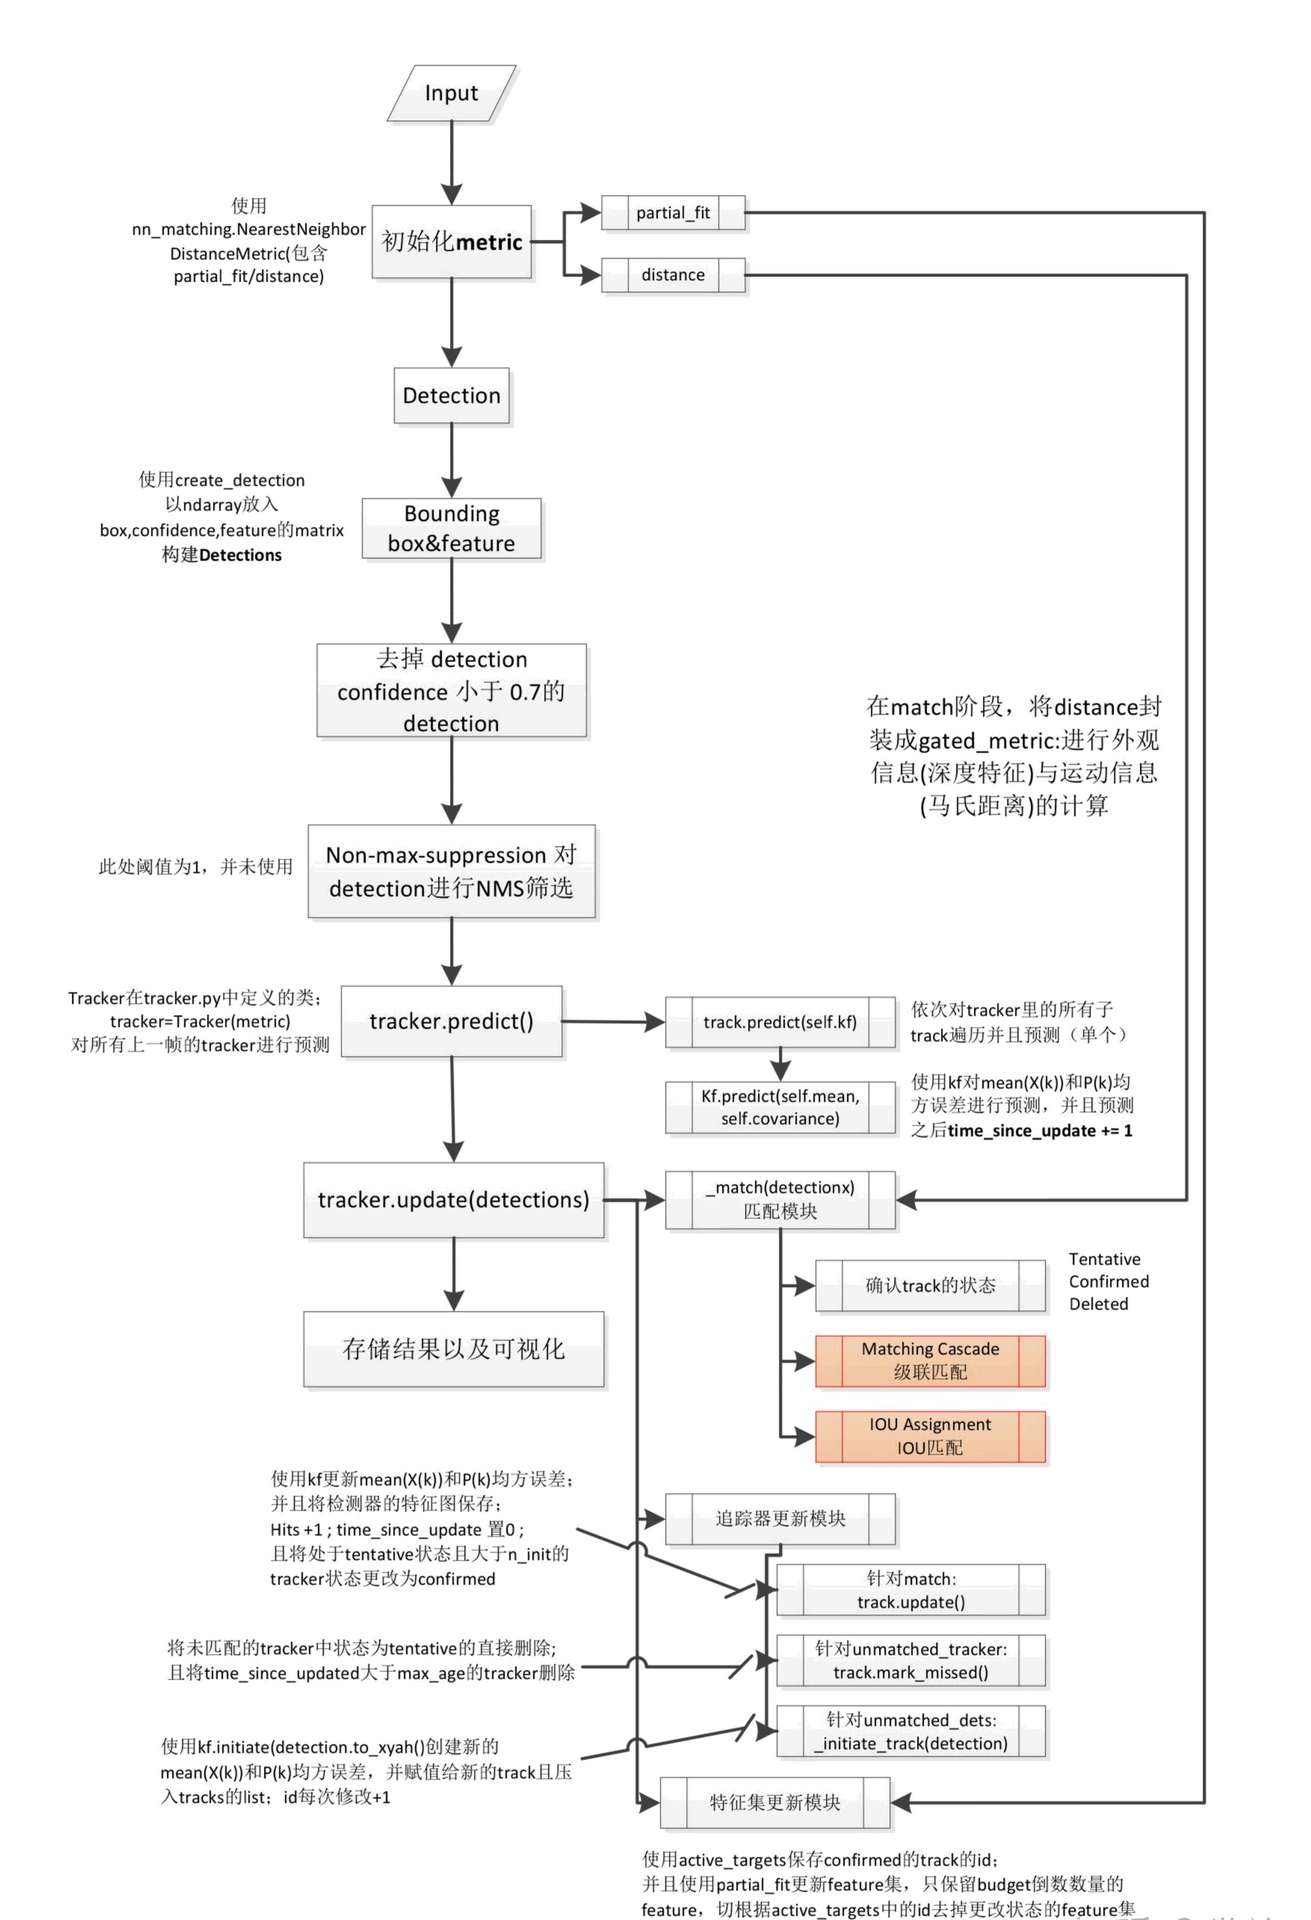 Input
使用
nn_matching.NearestNeighbor
DistanceMetric(包含
partial_fit/distance)
初始化metric
partial_fit
distance
Detection
使用create_detection
以ndarray放入
box,confidence,feature的matrix
构建Detections
Bounding
box&feature
去掉 detection
confidence 小于 0.7的
detection
在match阶段，将distance封
装成gated_metric:进行外观
信息(深度特征)与运动信息
(马氏距离)的计算
此处阈值为1，并未使用
Non-max-suppression 对
detection进行NMS筛选
Tracker在tracker.py中定义的类；
tracker=Tracker(metric)
对所有上一帧的tracker进行预测
tracker.predict()
track.predict(self.kf)
依次对tracker里的所有子
track遍历并且预测（单个）
Kf.predict(self.mean,
self.covariance)
使用kf对mean(X(k))和P(k)均
方误差进行预测，并且预测
之后time_since_update += 1
tracker.update(detections)
_match(detectionx)
匹配模块
确认track的状态
Tentative
Confirmed
Deleted
存储结果以及可视化
Matching Cascade
级联匹配
IOU Assignment
IOU匹配
使用kf更新mean(X(k))和P(k)均方误差；
并且将检测器的特征图保存；
Hits +1 ; time_since_update 置0 ;
且将处于tentative状态且大于n_init的
tracker状态更改为confirmed
追踪器更新模块
针对match:
track.update()
将未匹配的tracker中状态为tentative的直接删除;
且将time_since_updated大于max_age的tracker删除
针对unmatched_tracker:
track.mark_missed()
针对unmatched_dets:
_initiate_track(detection)
使用kf.initiate(detection.to_xyah()创建新的
mean(X(k))和P(k)均方误差，并赋值给新的track且压
入tracks的list；id每次修改+1
特征集更新模块
使用active_targets保存confirmed的track的id；
并且使用partial_fit更新feature集，只保留budget倒数数量的
feature，切根据active_targets中的id去掉更改状态的feature集